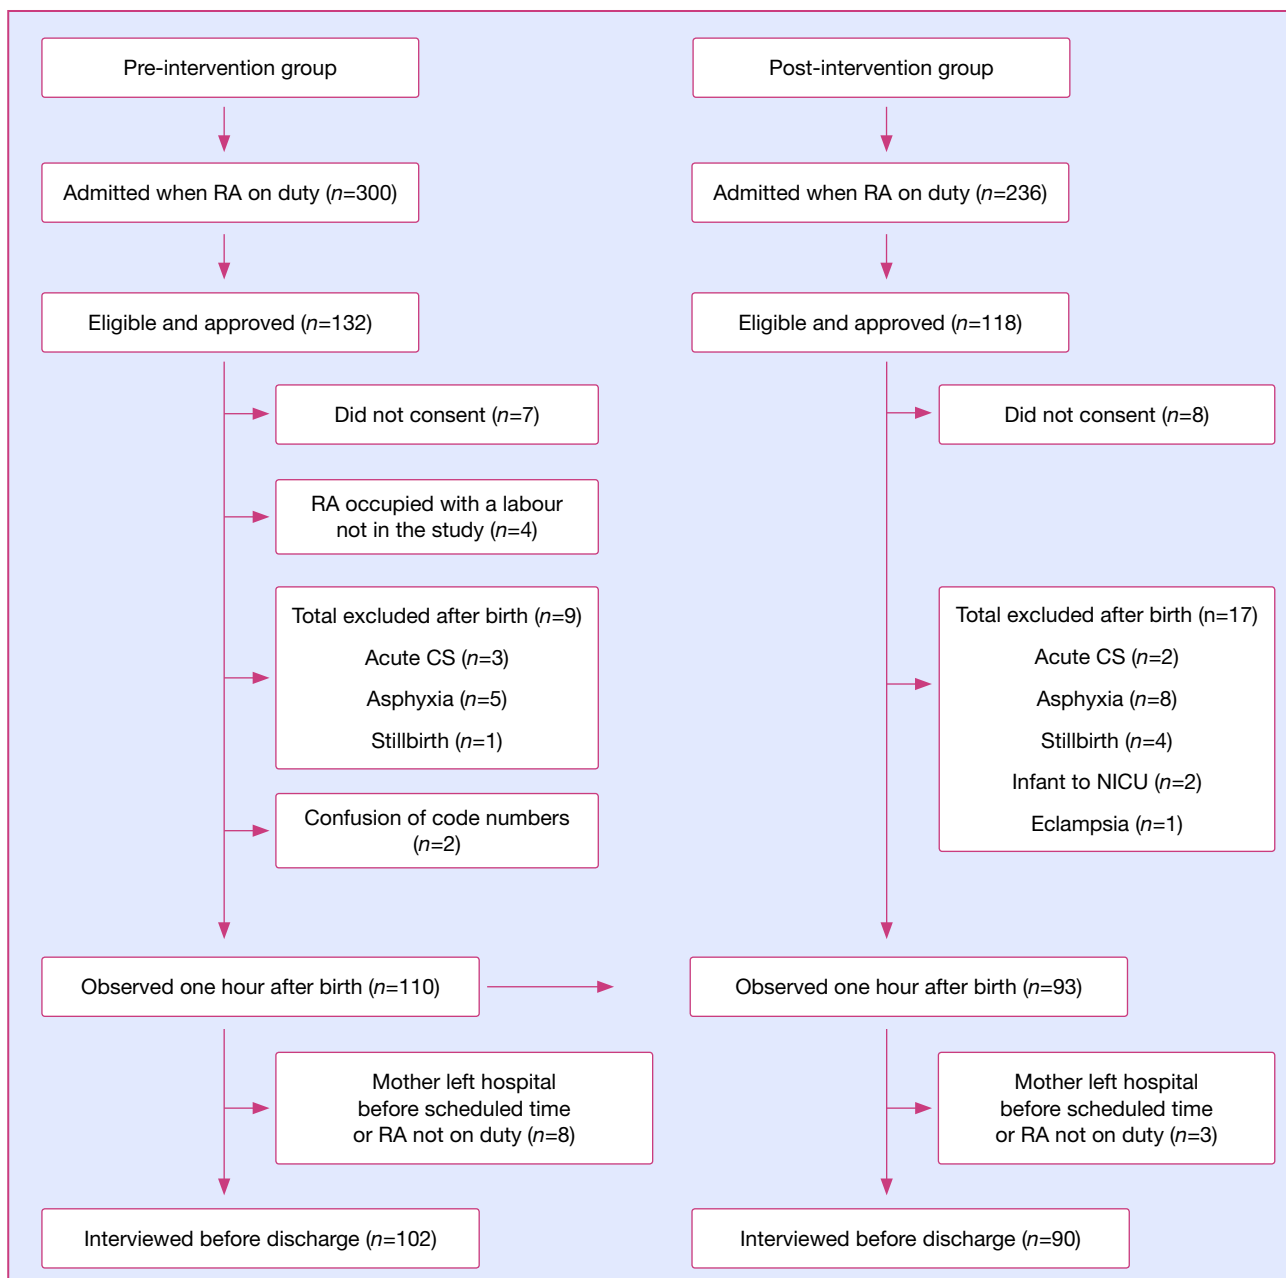 Pre-intervention group
Admitted when RA on duty (n=300)
Eligible and approved (n=132)
Did not consent (n=7)
RA occupied with a labour
not in the study (n=4)
Total excluded after birth (n=9)
Acute CS (n=3)
Asphyxia (n=5)
Stillbirth (n=1)
Confusion of code numbers
(n=2)
Observed one hour after birth (n=110)
Mother left hospital
before scheduled time
or RA not on duty (n=8)
Interviewed before discharge (n=102)
Post-intervention group
Admitted when RA on duty (n=236)
Eligible and approved (n=118)
Did not consent (n=8)
Total excluded after birth (n=17)
Acute CS (n=2)
Asphyxia (n=8)
Stillbirth (n=4)
Infant to NICU (n=2)
Eclampsia (n=1)
Observed one hour after birth (n=93)
Mother left hospital
before scheduled time
or RA not on duty (n=3)
Interviewed before discharge (n=90)